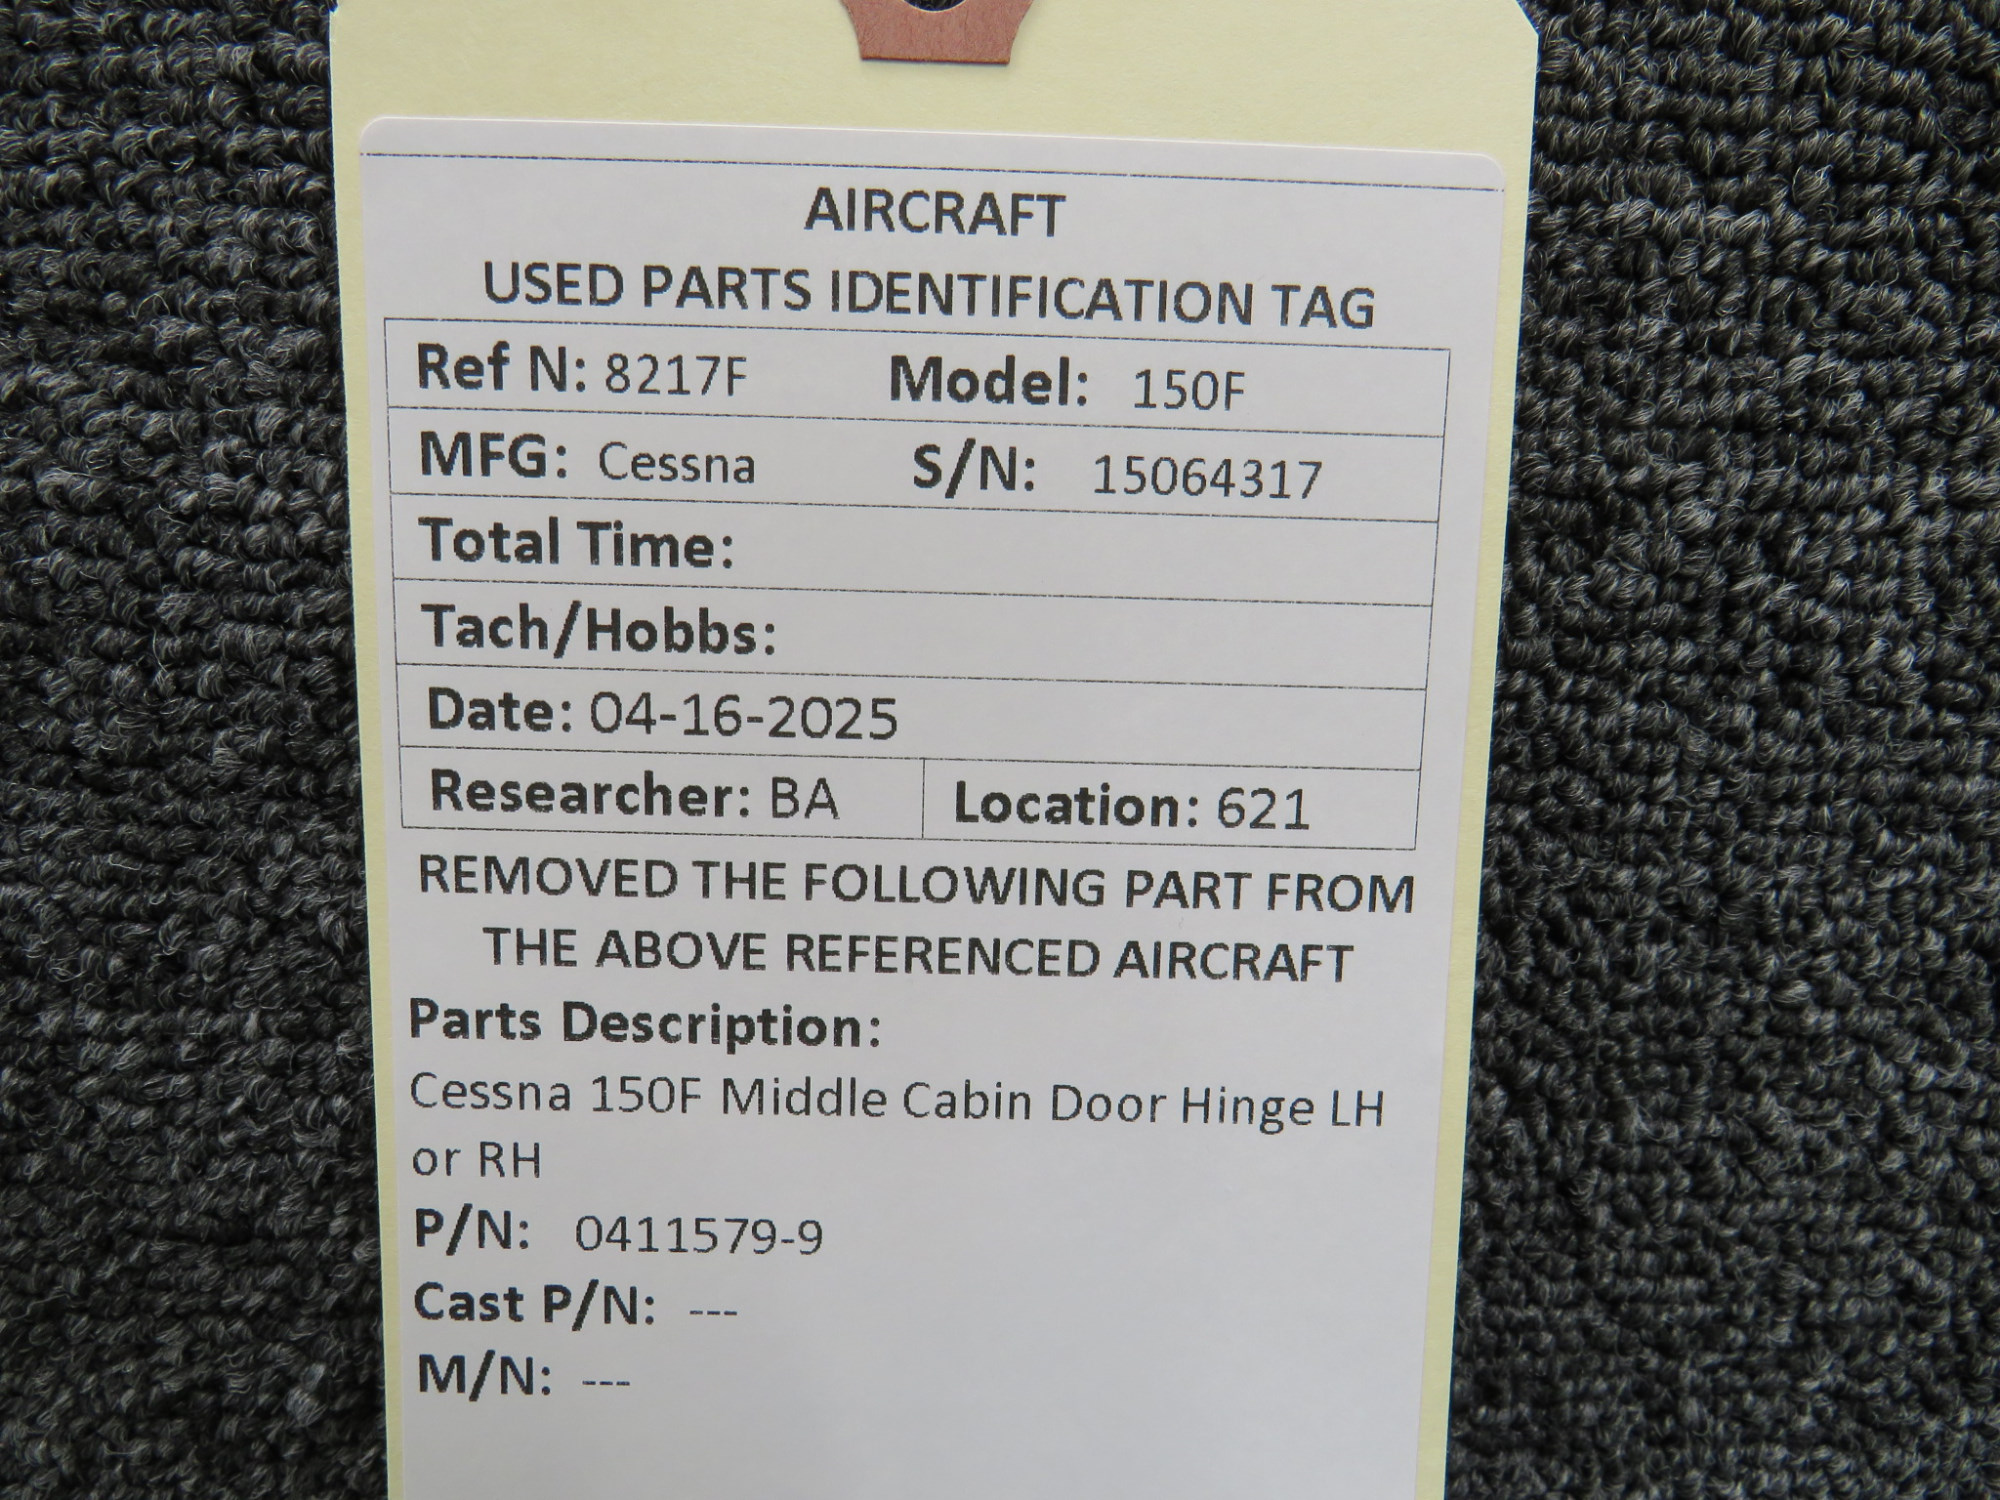 AIRCRAFT
USED PARTS IDENTIFICATION TAG
Ref N: 8217F Model: 150F
MFG: Cessna S/N: 15064317
Total Time:
Tach/Hobbs:
Date: 04-16-2025
Researcher: BA Location: 621
REMOVED THE FOLLOWING PART FROM
THE ABOVE REFERENCED AIRCRAFT
Parts Description:
Cessna 150F Middle Cabin Door Hinge LH
or RH
P/N: 0411579-9
Cast P/N: ---
M/N: ---